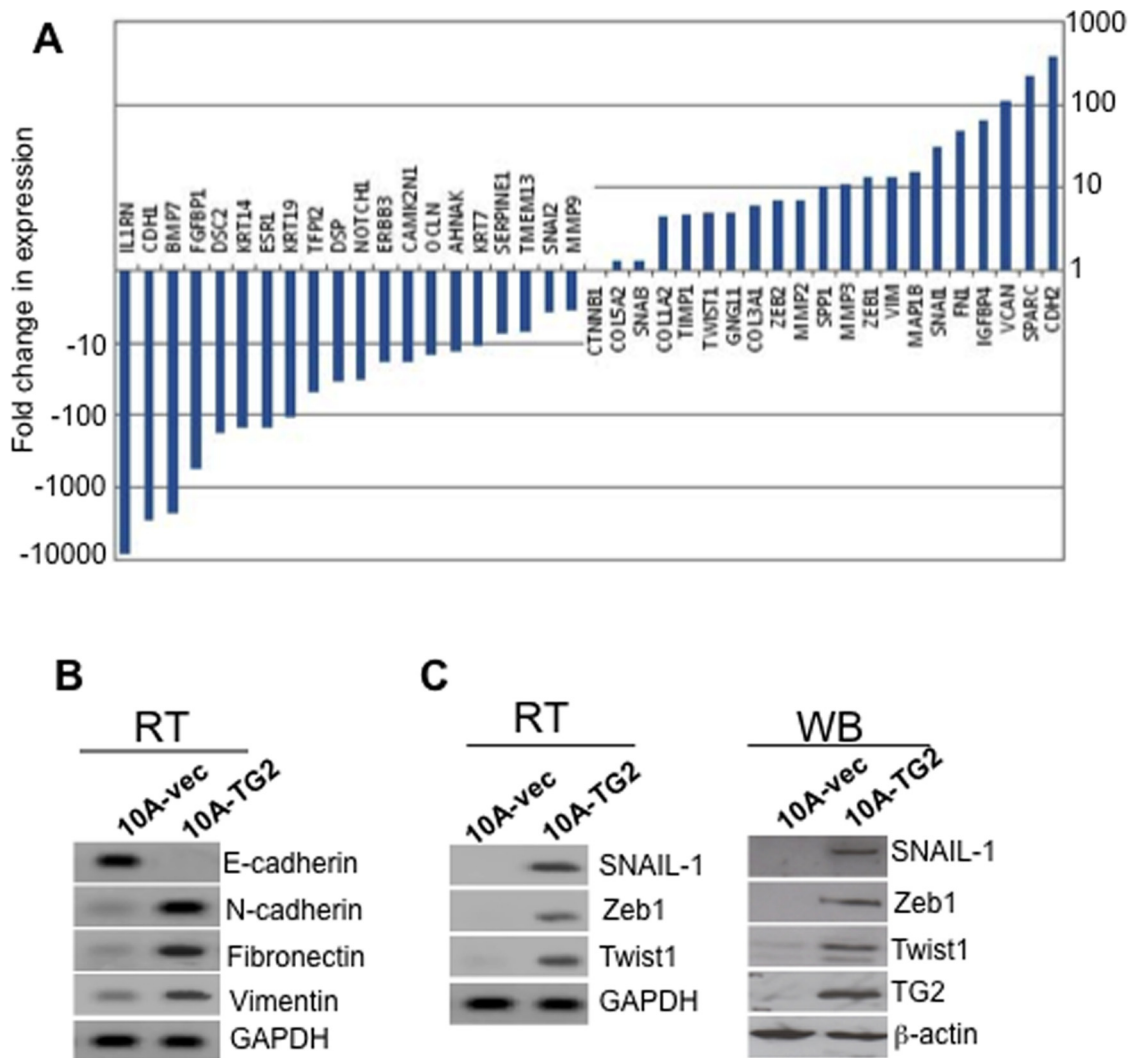 A
Fold change in expression
1000
100
10
1
-10
-100
-1000
-10000
IL1RN
CDH1
BMP7
FGFBP1
DSC2
KRT14
ESR1
KRT19
TFPI2
DSP
NOTCH1
ERBB3
CAMK2N1
OCLN
AHNAK
KRT7
SERPINE1
TMEM13
SNAI2
MMP9
CTNNB1
COL5A2
SNAI3
COL1A2
TIMP1
TWIST1
GNG11
COL3A1
ZEB2
MMP2
SPP1
MMP3
ZEB1
VIM
MAP1B
SNAI1
FN1
IGFBP4
VCAN
SPARC
CDH2
B
RT
10A-vec 10A-TG2
E-cadherin
N-cadherin
Fibronectin
Vimentin
GAPDH
C
RT
10A-vec 10A-TG2
SNAIL-1
Zeb1
Twist1
GAPDH
WB
10A-vec 10A-TG2
SNAIL-1
Zeb1
Twist1
TG2
β-actin